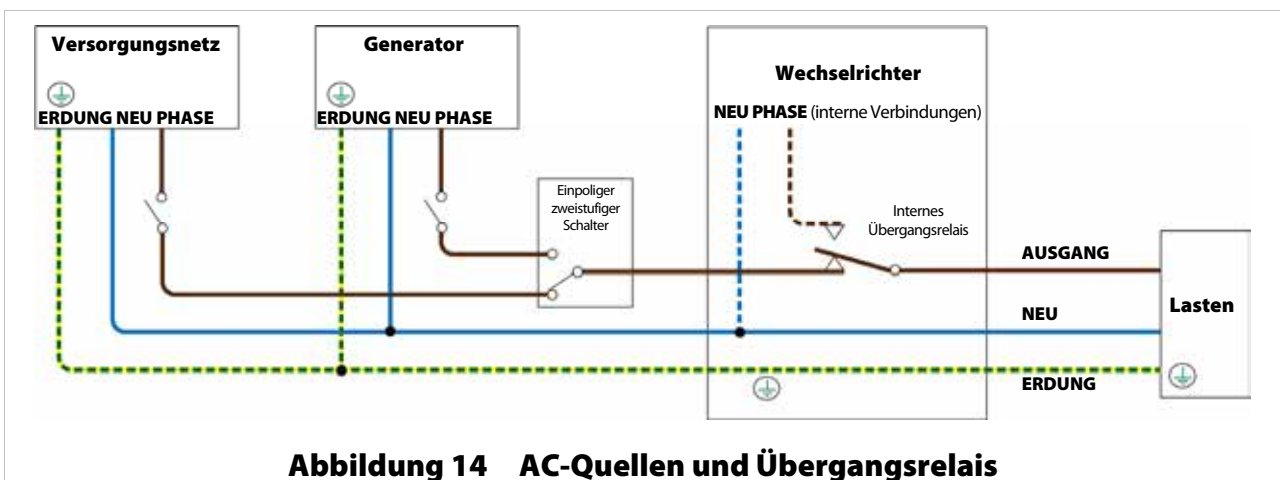 Versorgungsnetz
ERDUNG NEU PHASE
Generator
ERDUNG NEU PHASE
Einpoliger
zweistufiger
Schalter
Wechselrichter
NEU PHASE (interne Verbindungen)
Internes
Übergangsrelais
AUSGANG
NEU
ERDUNG
Lasten
Abbildung 14 AC-Quellen und Übergangsrelais